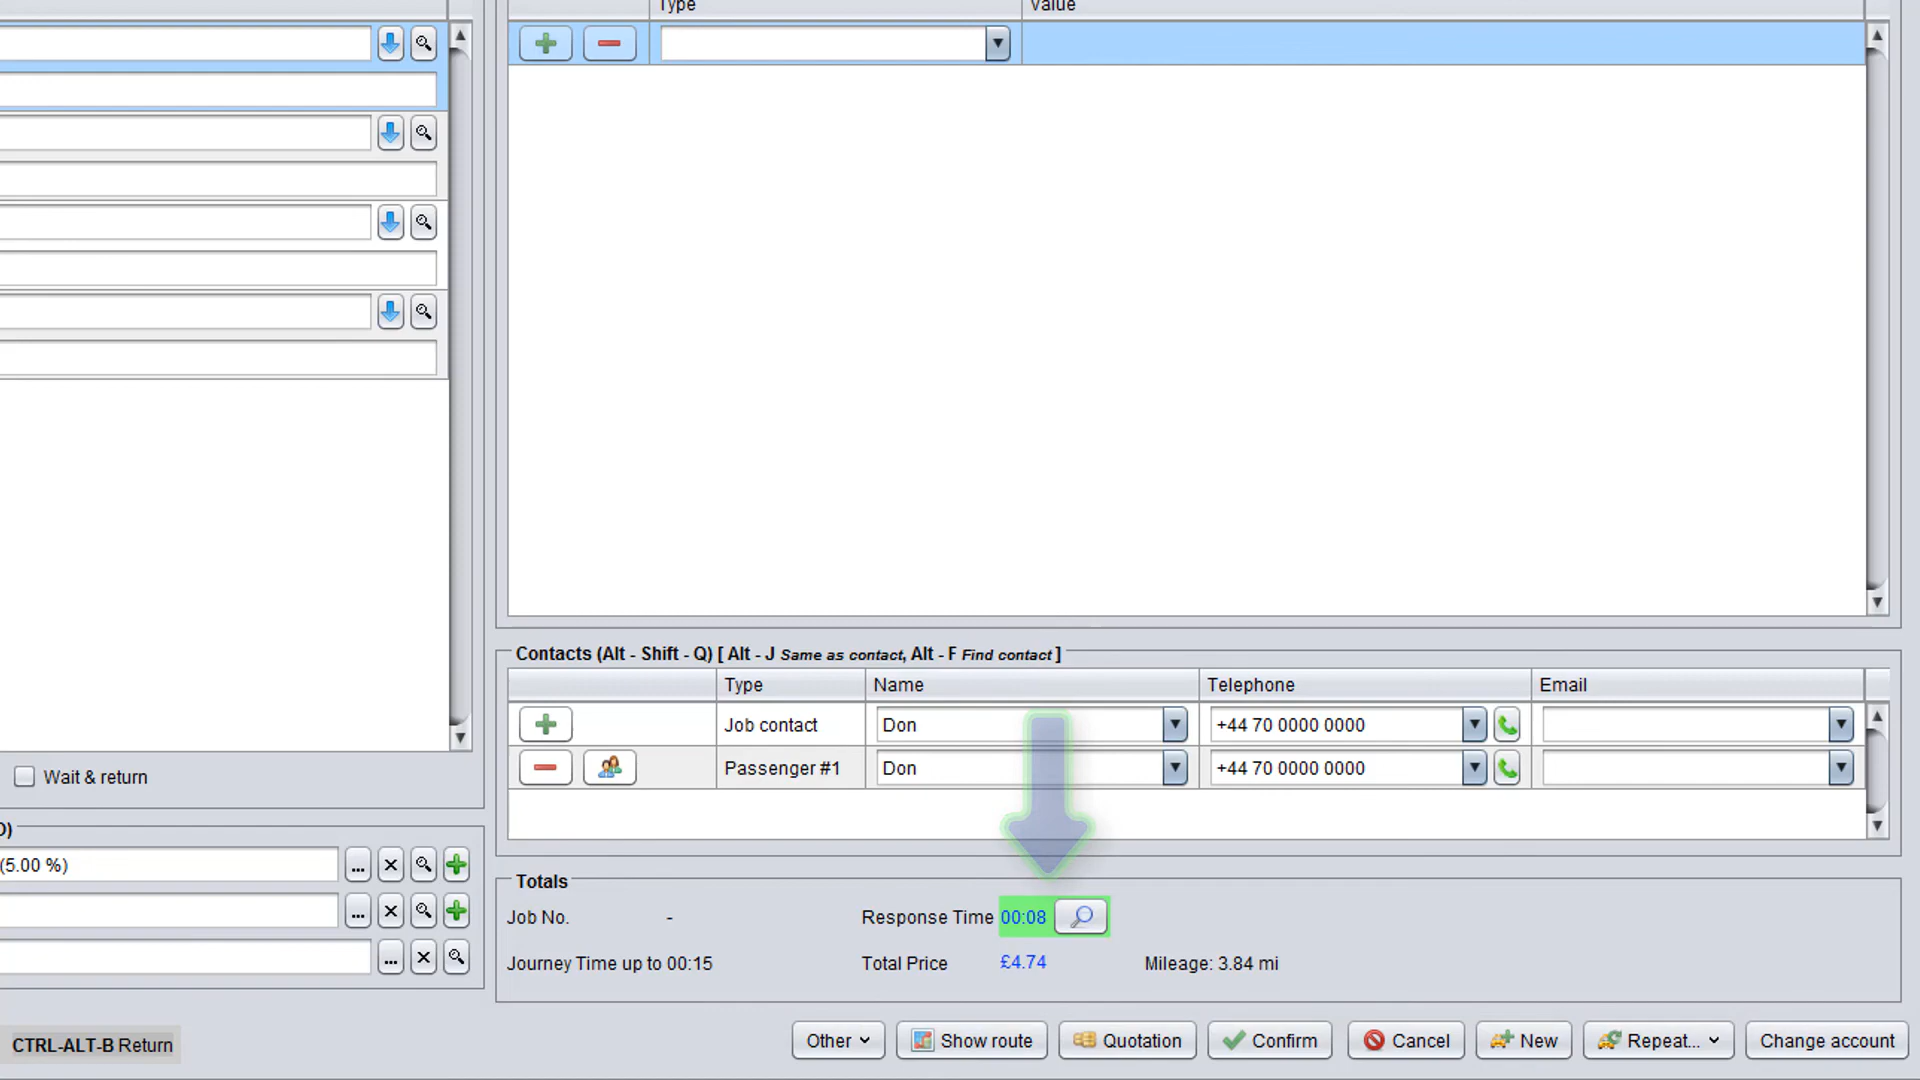 Type Value
Contacts (Alt - Shift - Q) [ Alt - J Same as contact, Alt - F Find contact ]
Type Name Telephone Email
Job contact Don +44 70 0000 0000
Passenger #1 Don +44 70 0000 0000
Wait & return
(5.00 %)
... 
...
...
Totals
Job No. - Response Time 00:08
Journey Time up to 00:15 Total Price £4.74 Mileage: 3.84 mi
CTRL-ALT-B Return
Other Show route Quotation Confirm Cancel New Repeat... Change account